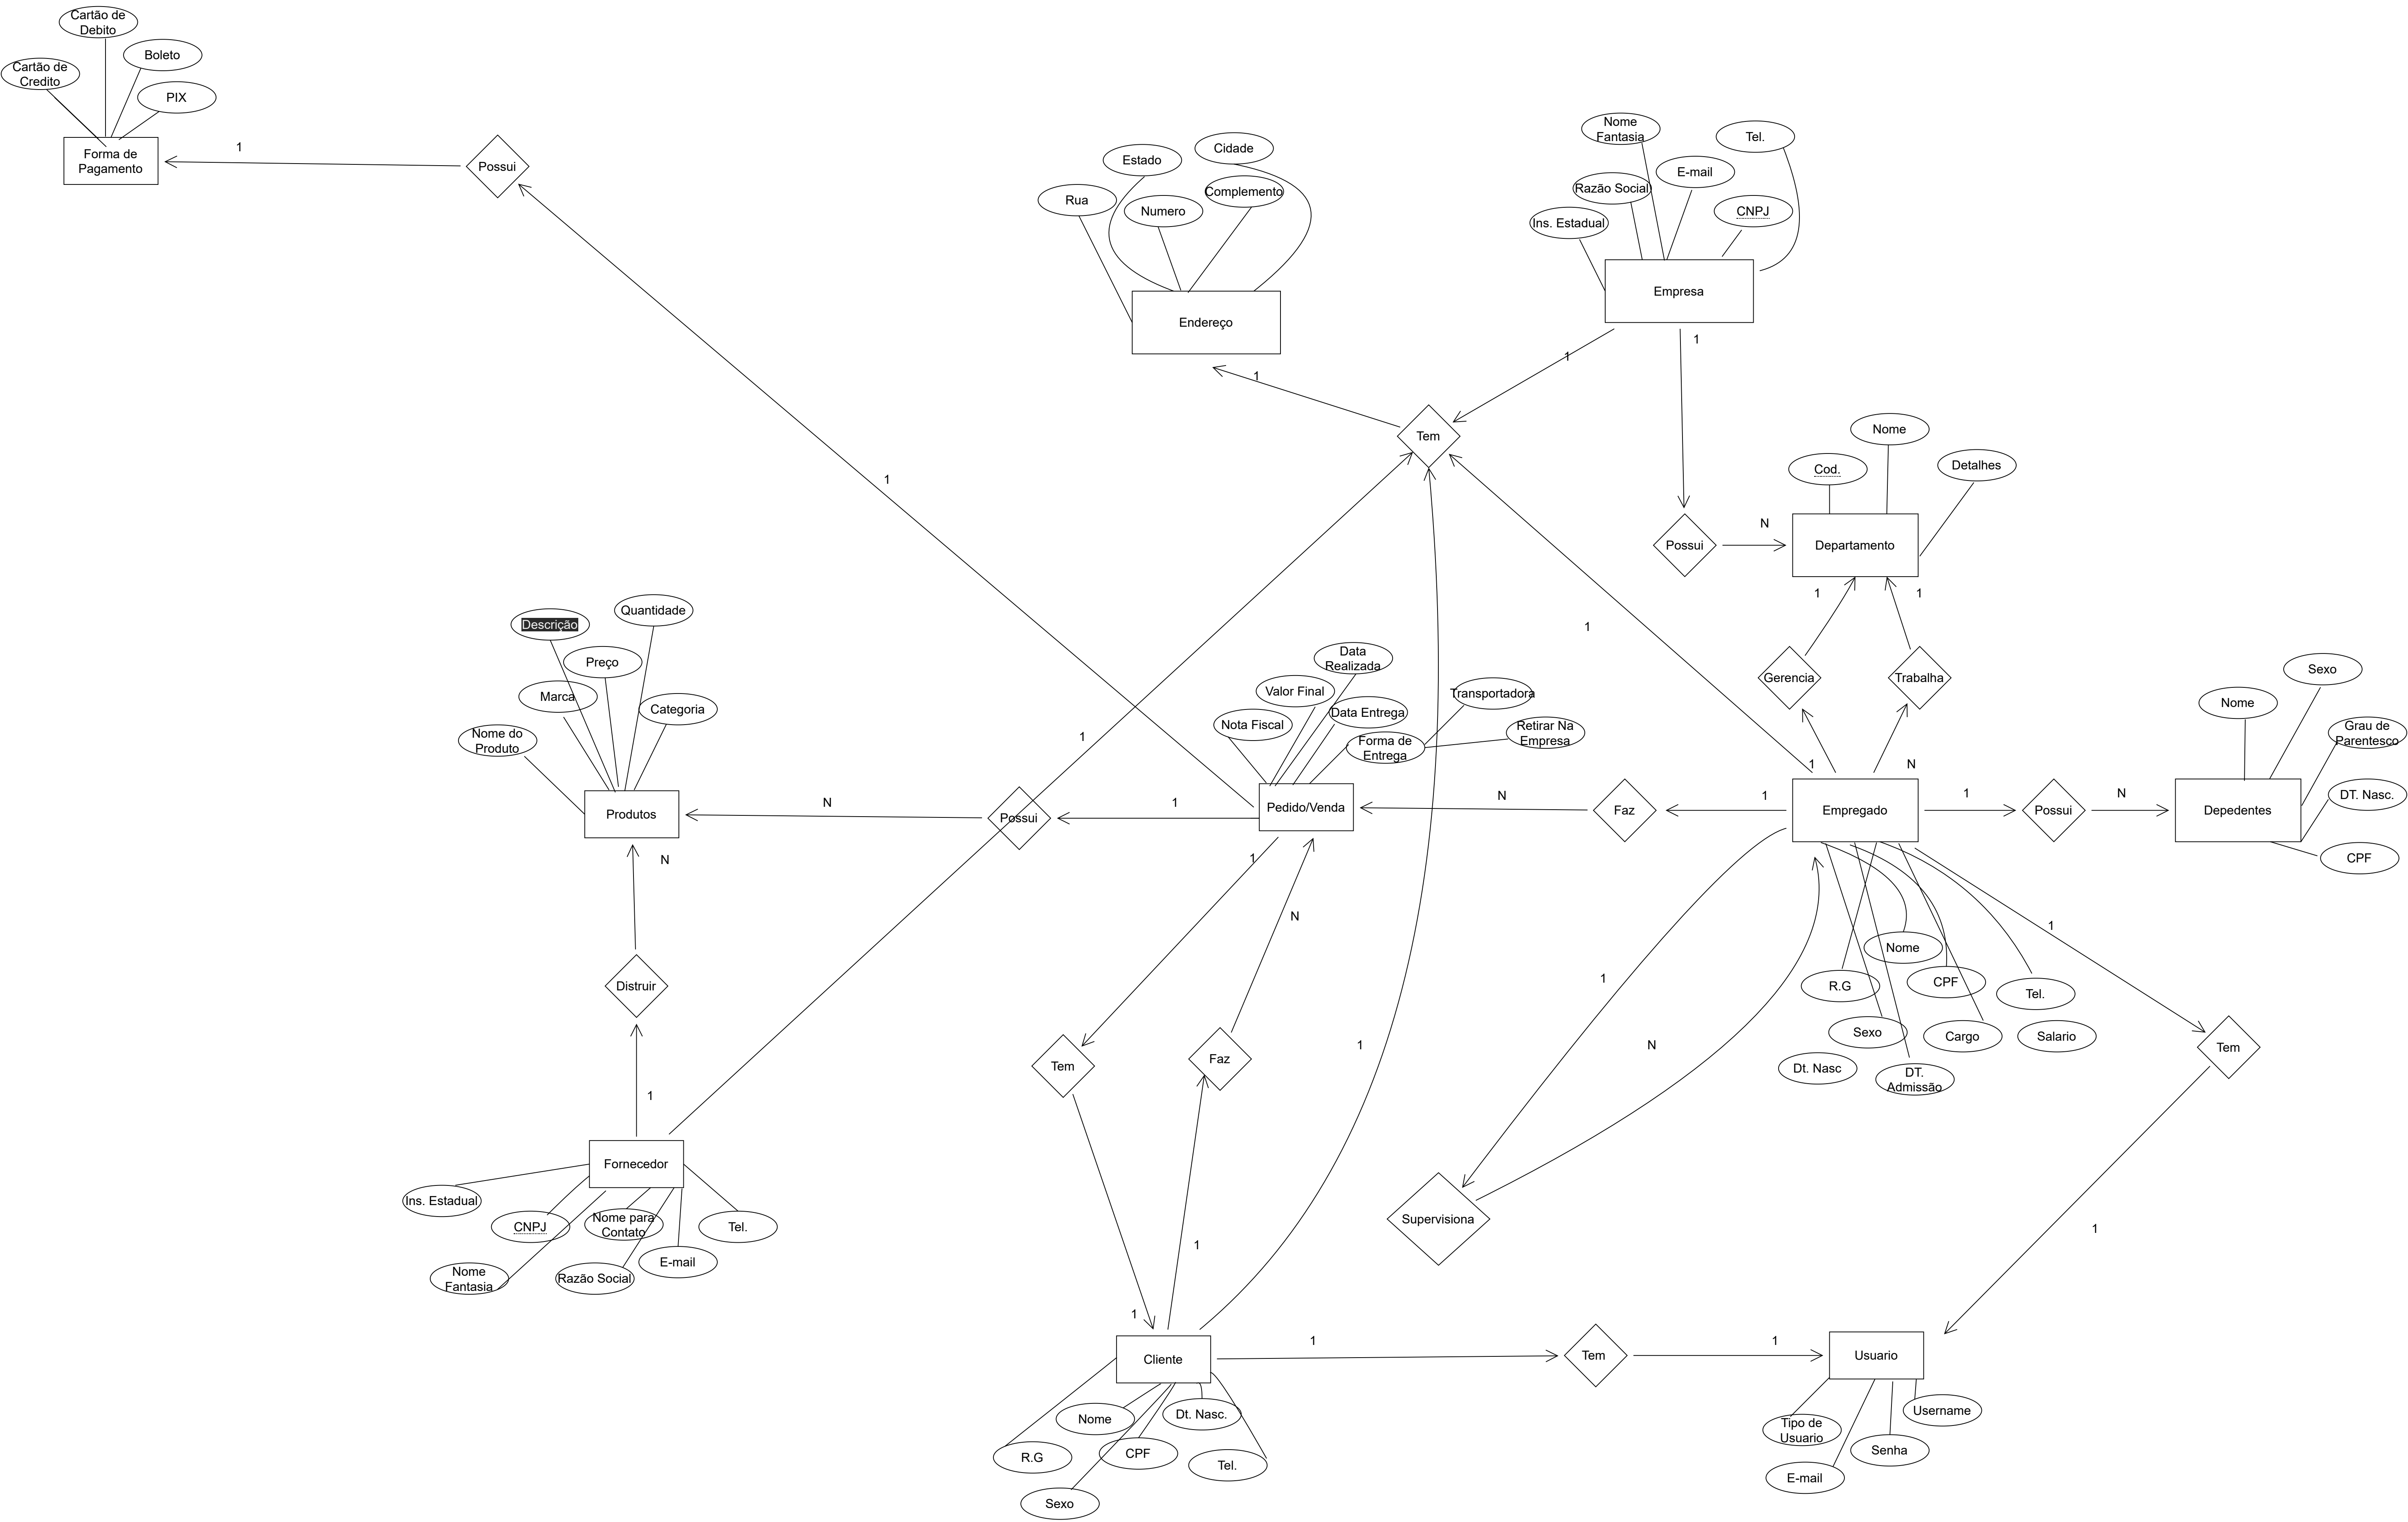 Cartão de
Debito
Boleto
Cartão de
Credito
PIX
Forma de
Pagamento
1
Possui
Estado
Cidade
Rua
Numero
Complemento
Endereço
Nome
Fantasia
Tel.
E-mail
Razão Social
CNPJ
Ins. Estadual
Empresa
1
1
1
Tem
1
1
Nome
Cod.
Detalhes
Possui
N
Departamento
1
1
Gerencia
Trabalha
1
N
Descrição
Quantidade
Preço
Marca
Categoria
Nome do
Produto
Produtos
N
Possui
1
1
Data
Realizada
Valor Final
Transportadora
Nota Fiscal
Data Entrega
Forma de
Entrega
Retirar Na
Empresa
Pedido/Venda
N
Faz
1
Empregado
1
Possui
N
Sexo
Nome
Grau de
Parentesco
DT. Nasc.
CPF
Depedentes
N
Distruir
1
1
N
Tem
Faz
1
1
1
1
N
Supervisiona
Nome
R.G
CPF
Tel.
Sexo
Cargo
Salario
Dt. Nasc
DT.
Admissão
1
Tem
1
Fornecedor
Ins. Estadual
CNPJ
Nome para
Contato
Tel.
Nome
Fantasia
Razão Social
E-mail
Cliente
1
Tem
1
Usuario
Nome
Dt. Nasc.
R.G
CPF
Tel.
Sexo
Tipo de
Usuario
Username
Senha
E-mail